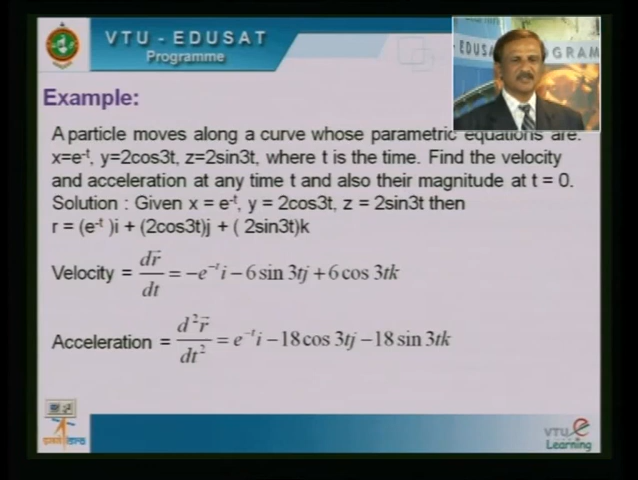 VTU - EDUSAT
Programme
EDUSA
OGRAM
Example:
A particle moves along a curve whose parametric equations are:
x=e⁻ᵗ, y=2cos3t, z=2sin3t, where t is the time. Find the velocity
and acceleration at any time t and also their magnitude at t = 0.
Solution : Given x = e⁻ᵗ, y = 2cos3t, z = 2sin3t then
r = (e⁻ᵗ )i + (2cos3t)j + ( 2sin3t)k
Velocity = dr̄/dt = −e⁻ᵗi − 6 sin 3tj + 6 cos 3tk
Acceleration = d²r̄/dt² = e⁻ᵗi − 18 cos 3tj − 18 sin 3tk
VTU e
Learning